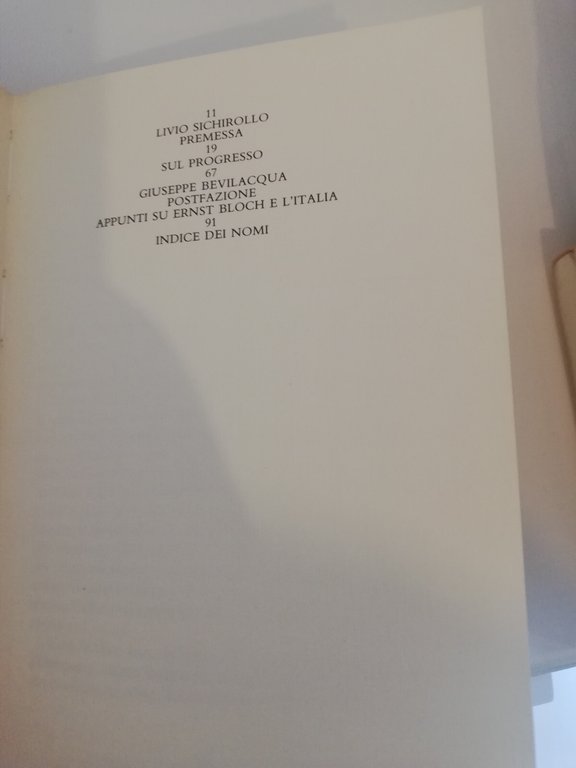 11
LIVIO SICHIROLLO
PREMESSA
19
SUL PROGRESSO
67
GIUSEPPE BEVILACQUA
POSTFAZIONE
APPUNTI SU ERNST BLOCH E L'ITALIA
91
INDICE DEI NOMI